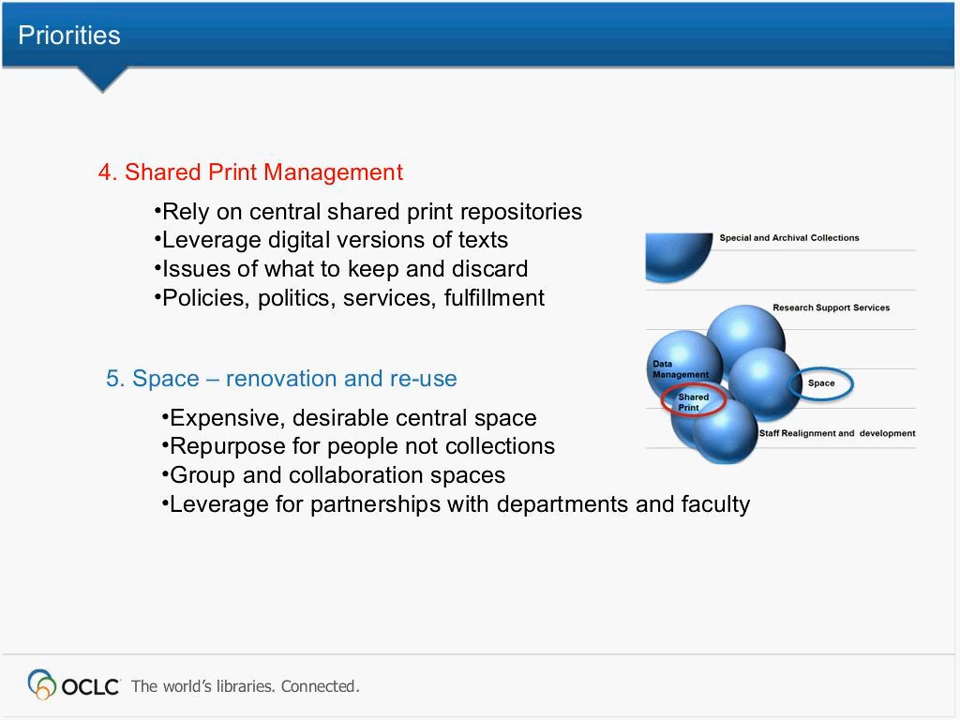 Priorities
4. Shared Print Management
•Rely on central shared print repositories
•Leverage digital versions of texts
•Issues of what to keep and discard
•Policies, politics, services, fulfillment
5. Space – renovation and re-use
•Expensive, desirable central space
•Repurpose for people not collections
•Group and collaboration spaces
•Leverage for partnerships with departments and faculty
Special and Archival Collections
Research Support Services
Data
Management
Space
Shared
Print
Staff Realignment and development
OCLC The world’s libraries. Connected.